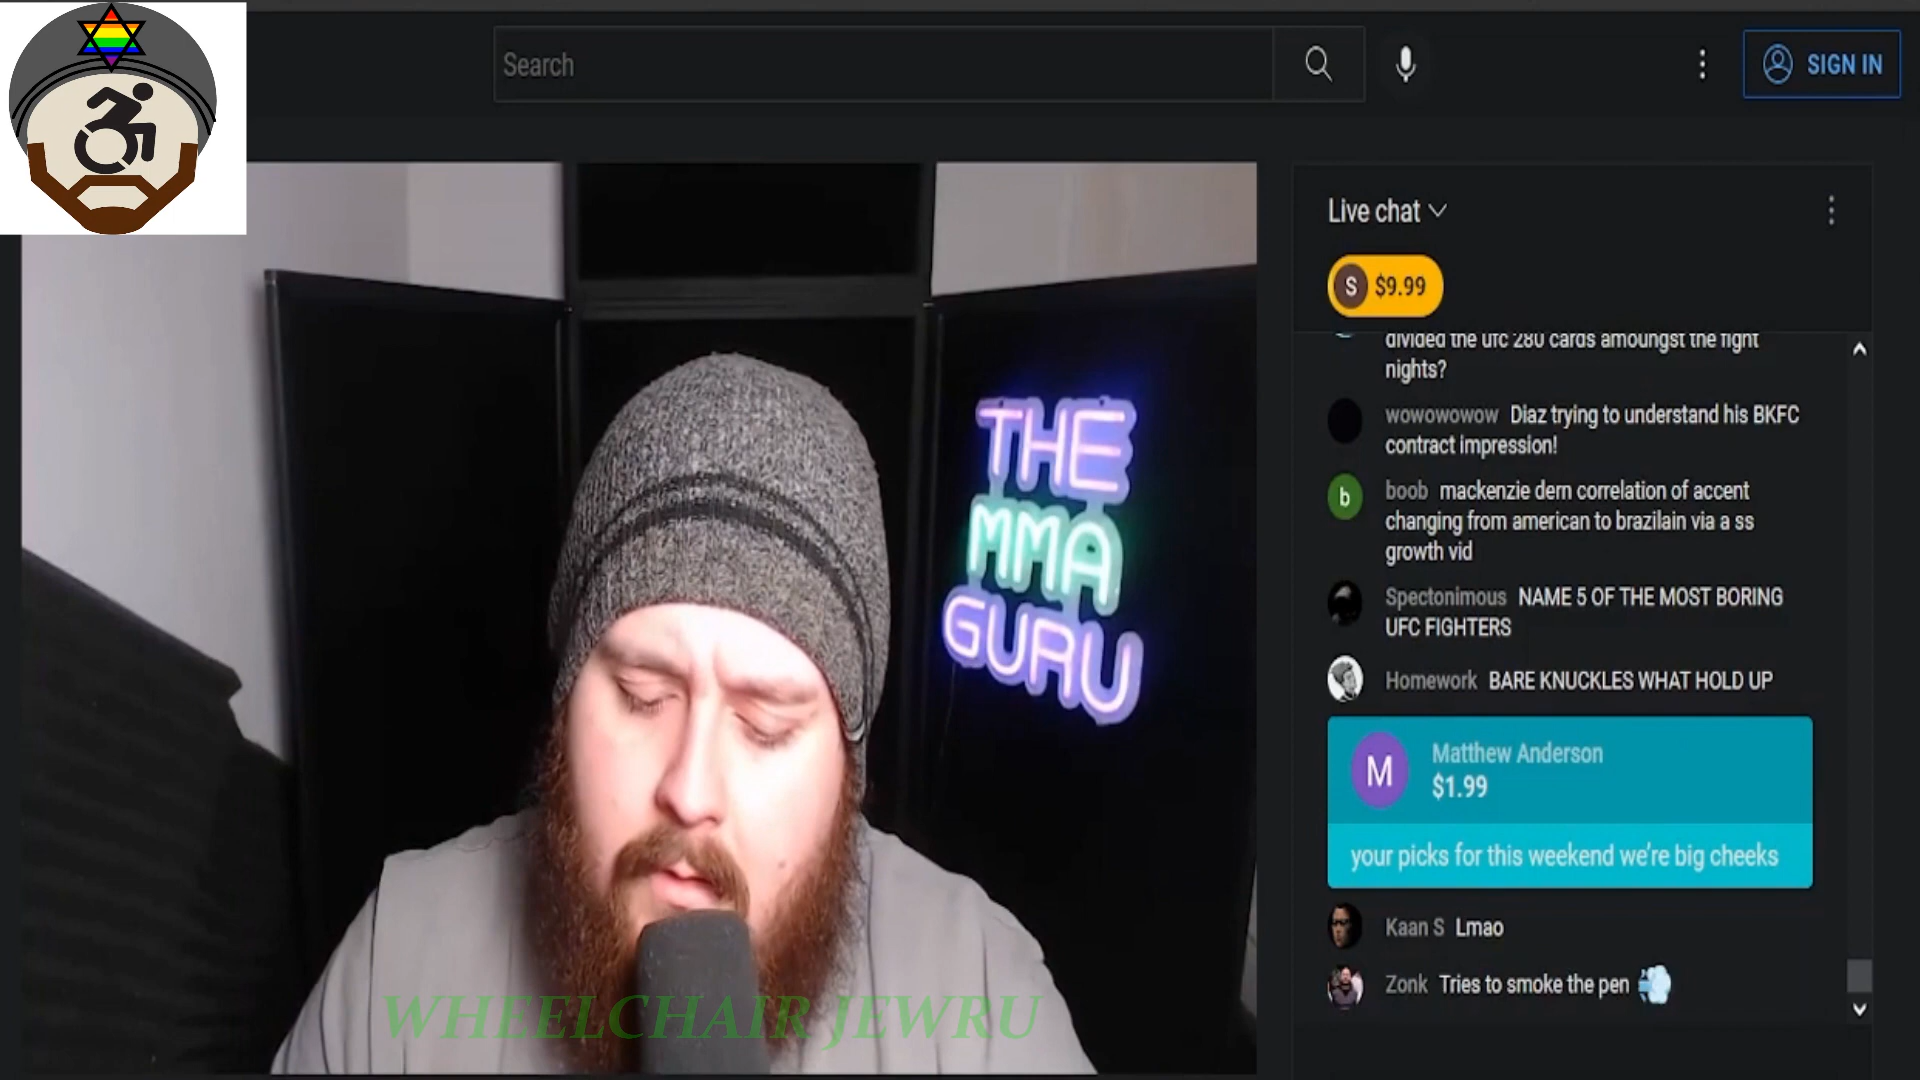 Search
SIGN IN
Live chat
S $9.99
divided the ufc 280 cards amoungst the fight
nights?
wowowowow Diaz trying to understand his BKFC
contract impression!
b
boob mackenzie dern correlation of accent
changing from american to brazilain via a ss
growth vid
Spectonimous NAME 5 OF THE MOST BORING
UFC FIGHTERS
Homework BARE KNUCKLES WHAT HOLD UP
M
Matthew Anderson
$1.99
your picks for this weekend we're big cheeks
Kaan S Lmao
Zonk Tries to smoke the pen
THE
MMA
GURU
WHEELCHAIR JEWRU